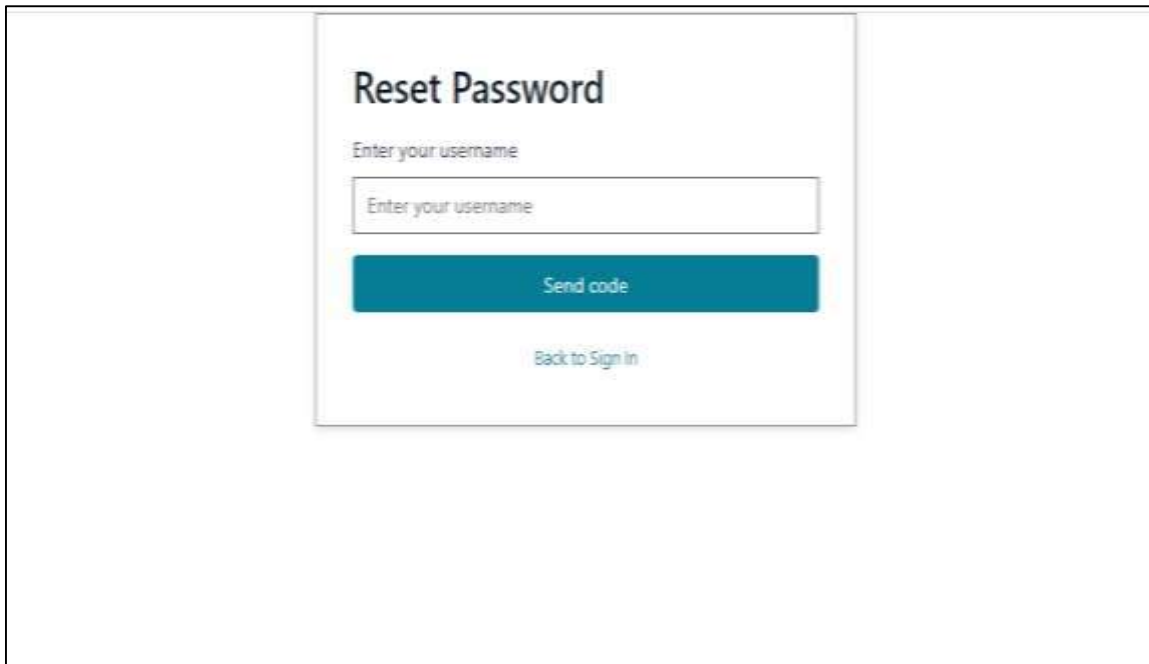 Reset Password
Enter your username
Enter your username
Send code
Back to Sign In